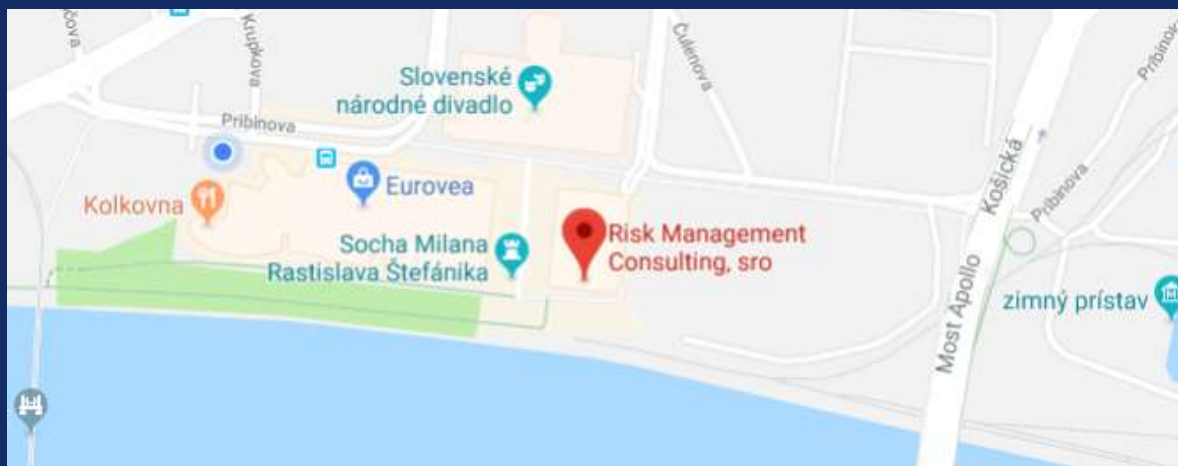 Krupkova
Čulenova
Slovenské
národné divadlo
Pribinova
Košická
Pribinova
Eurovea
Kolkovna
Risk Management
Consulting, sro
Socha Milana
Rastislava Štefánika
Pribinova
zimný prístav
Most Apollo